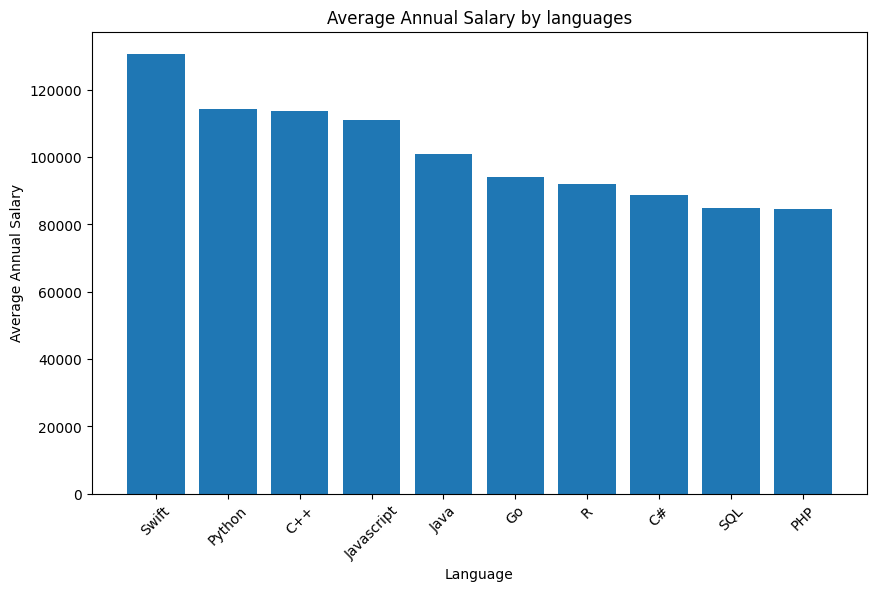 Average Annual Salary by languages
Average Annual Salary
120000
100000
80000
60000
40000
20000
0
Swift
Python
C++
Javascript
Java
Go
R
C#
SQL
PHP
Language